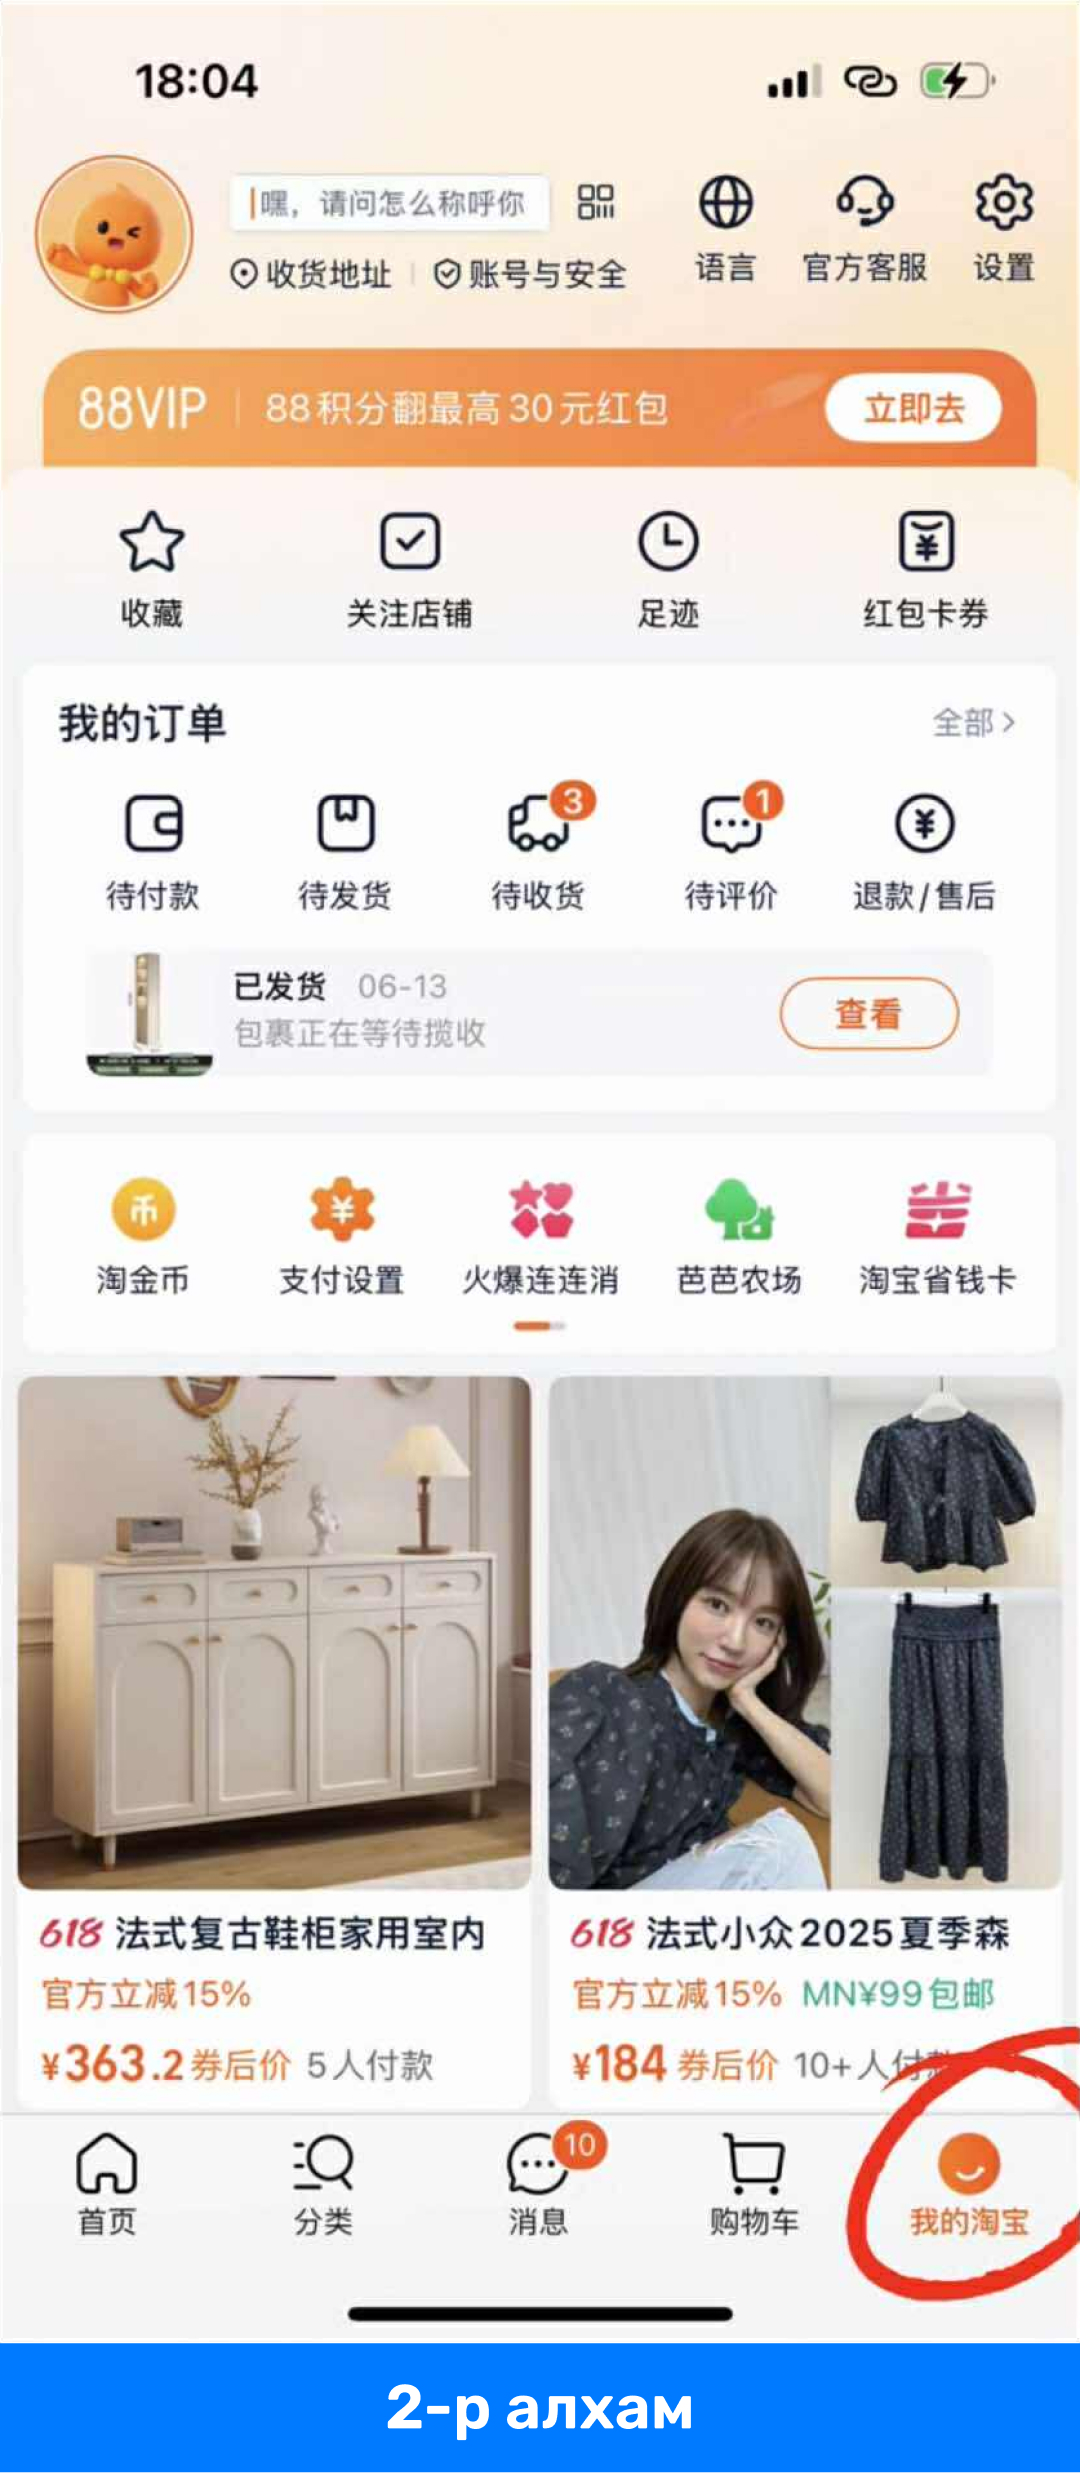 18:04
嘿，请问怎么称呼你
收货地址 账号与安全
语言 官方客服 设置
88VIP 88积分翻最高30元红包 立即去
收藏 关注店铺 足迹 红包卡券
我的订单 全部
3 1
待付款 待发货 待收货 待评价 退款/售后
已发货 06-13
包裹正在等待揽收
查看
淘金币 支付设置 火爆连连消 芭芭农场 淘宝省钱卡
618 法式复古鞋柜家用室内
官方立减15%
¥363.2券后价 5人付款
618 法式小众2025夏季森
官方立减15% MN¥99包邮
¥184 券后价 10+人付款
10
首页 分类 消息 购物车 我的淘宝
2-р алхам